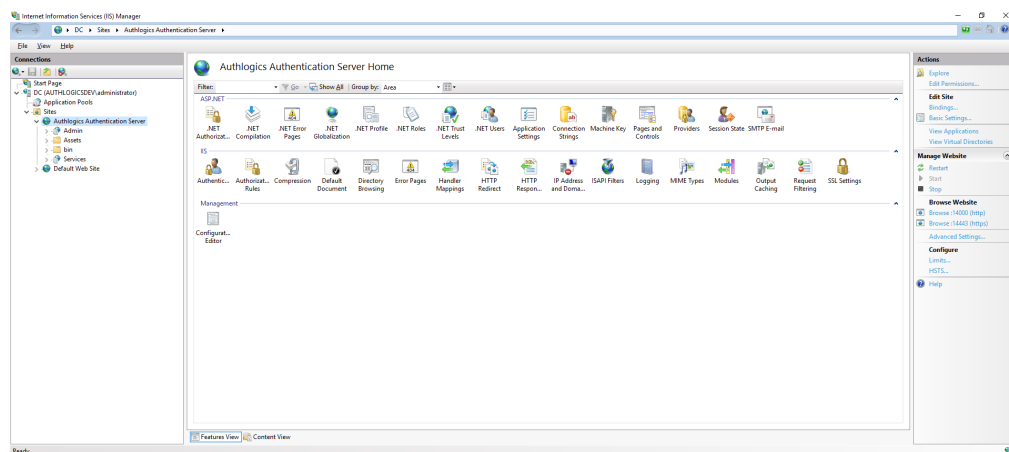 Internet Information Services (IIS) Manager
DC ▸ Sites ▸ Authlogics Authentication Server ▸
File View Help
Connections
Start Page
DC (AUTHLOGICSDEV\administrator)
Application Pools
Sites
Authlogics Authentication Server
Admin
Assets
bin
Services
Default Web Site
Authlogics Authentication Server Home
Filter: Go Show All Group by: Area
ASP.NET
.NET Authorizat...
.NET Compilation
.NET Error Pages
.NET Globalization
.NET Profile
.NET Roles
.NET Trust Levels
.NET Users
Application Settings
Connection Strings
Machine Key
Pages and Controls
Providers
Session State
SMTP E-mail
IIS
Authentic...
Authorizat... Rules
Compression
Default Document
Directory Browsing
Error Pages
Handler Mappings
HTTP Redirect
HTTP Respon...
IP Address and Doma...
ISAPI Filters
Logging
MIME Types
Modules
Output Caching
Request Filtering
SSL Settings
Management
Configurat... Editor
Features View Content View
Ready
Actions
Explore
Edit Permissions...
Edit Site
Bindings...
Basic Settings...
View Applications
View Virtual Directories
Manage Website
Restart
Start
Stop
Browse Website
Browse :14000 (http)
Browse :14443 (https)
Advanced Settings...
Configure
Limits...
HSTS...
Help